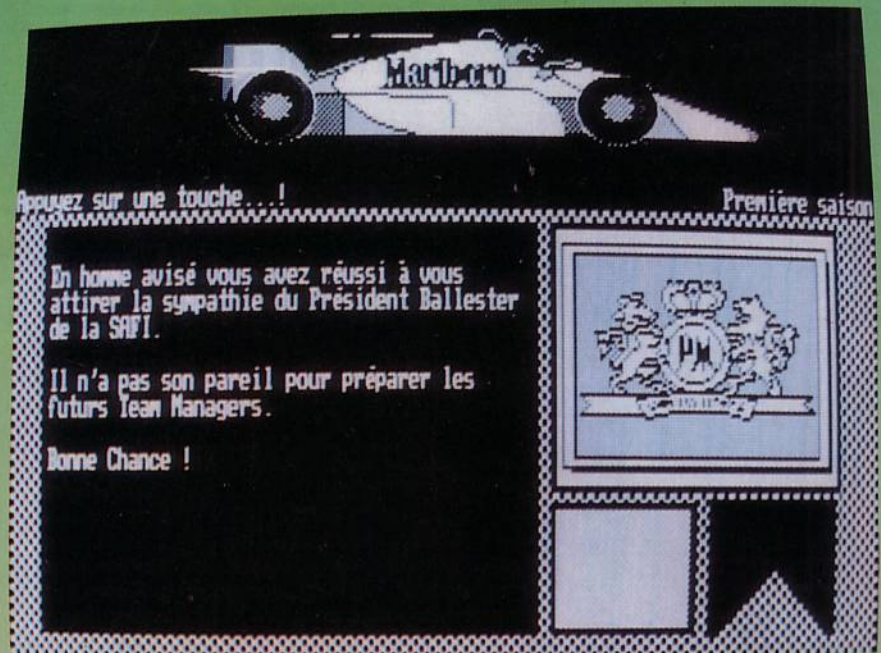 Marlboro
Appuyez sur une touche...!
Première saison
En homme avisé vous avez réussi à vous
attirer la sympathie du Président Ballester
de la SAFI.
Il n'a pas son pareil pour préparer les
futurs Team Managers.
Bonne Chance !
PM